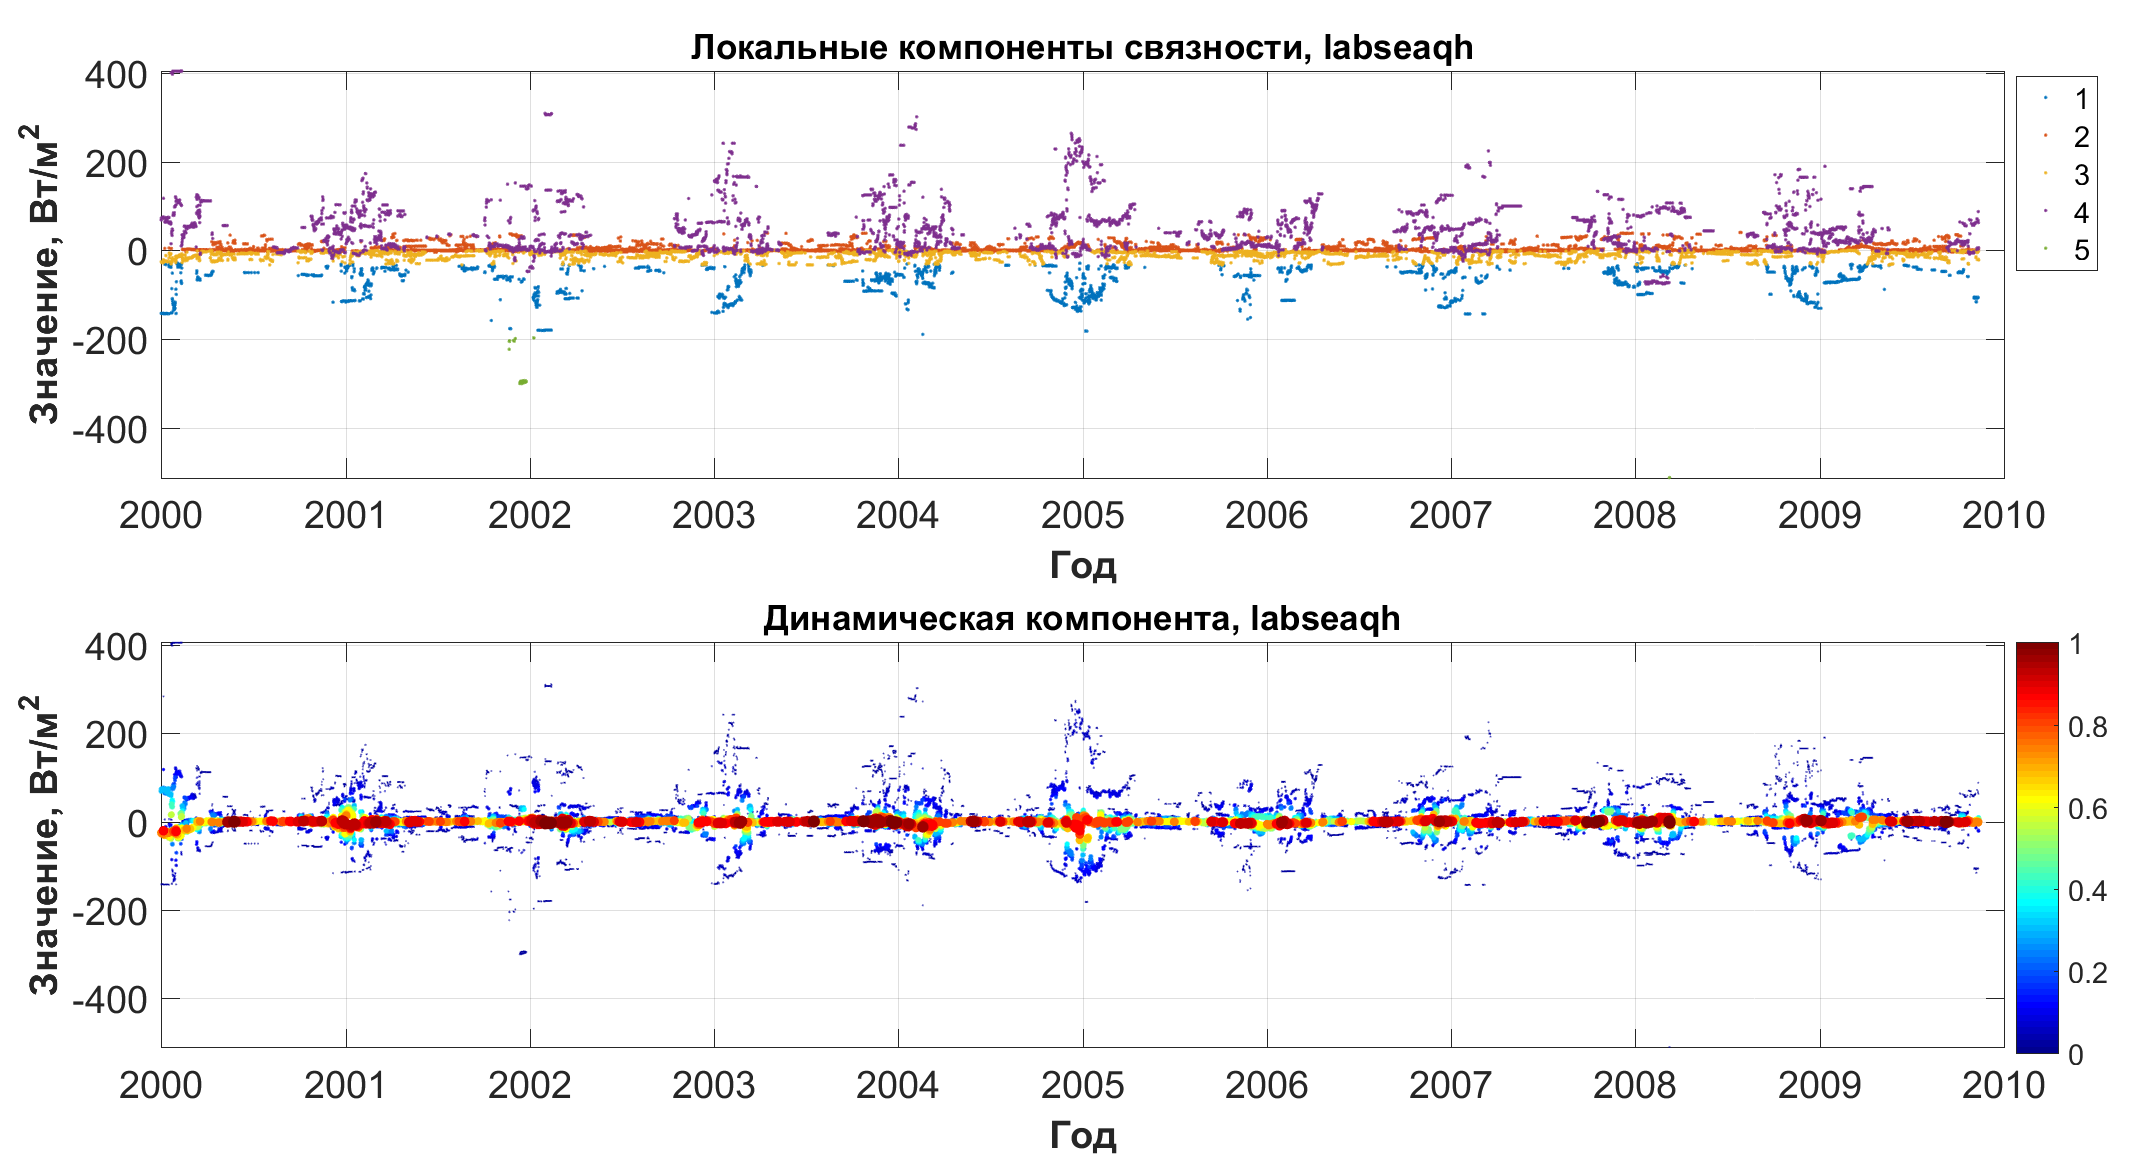 Локальные компоненты связности, labseaqh
400
200
0
-200
-400
Значение, Вт/м²
2000 2001 2002 2003 2004 2005 2006 2007 2008 2009 2010
Год
1
2
3
4
5
Динамическая компонента, labseaqh
400
200
0
-200
-400
Значение, Вт/м²
2000 2001 2002 2003 2004 2005 2006 2007 2008 2009 2010
Год
1
0.8
0.6
0.4
0.2
0